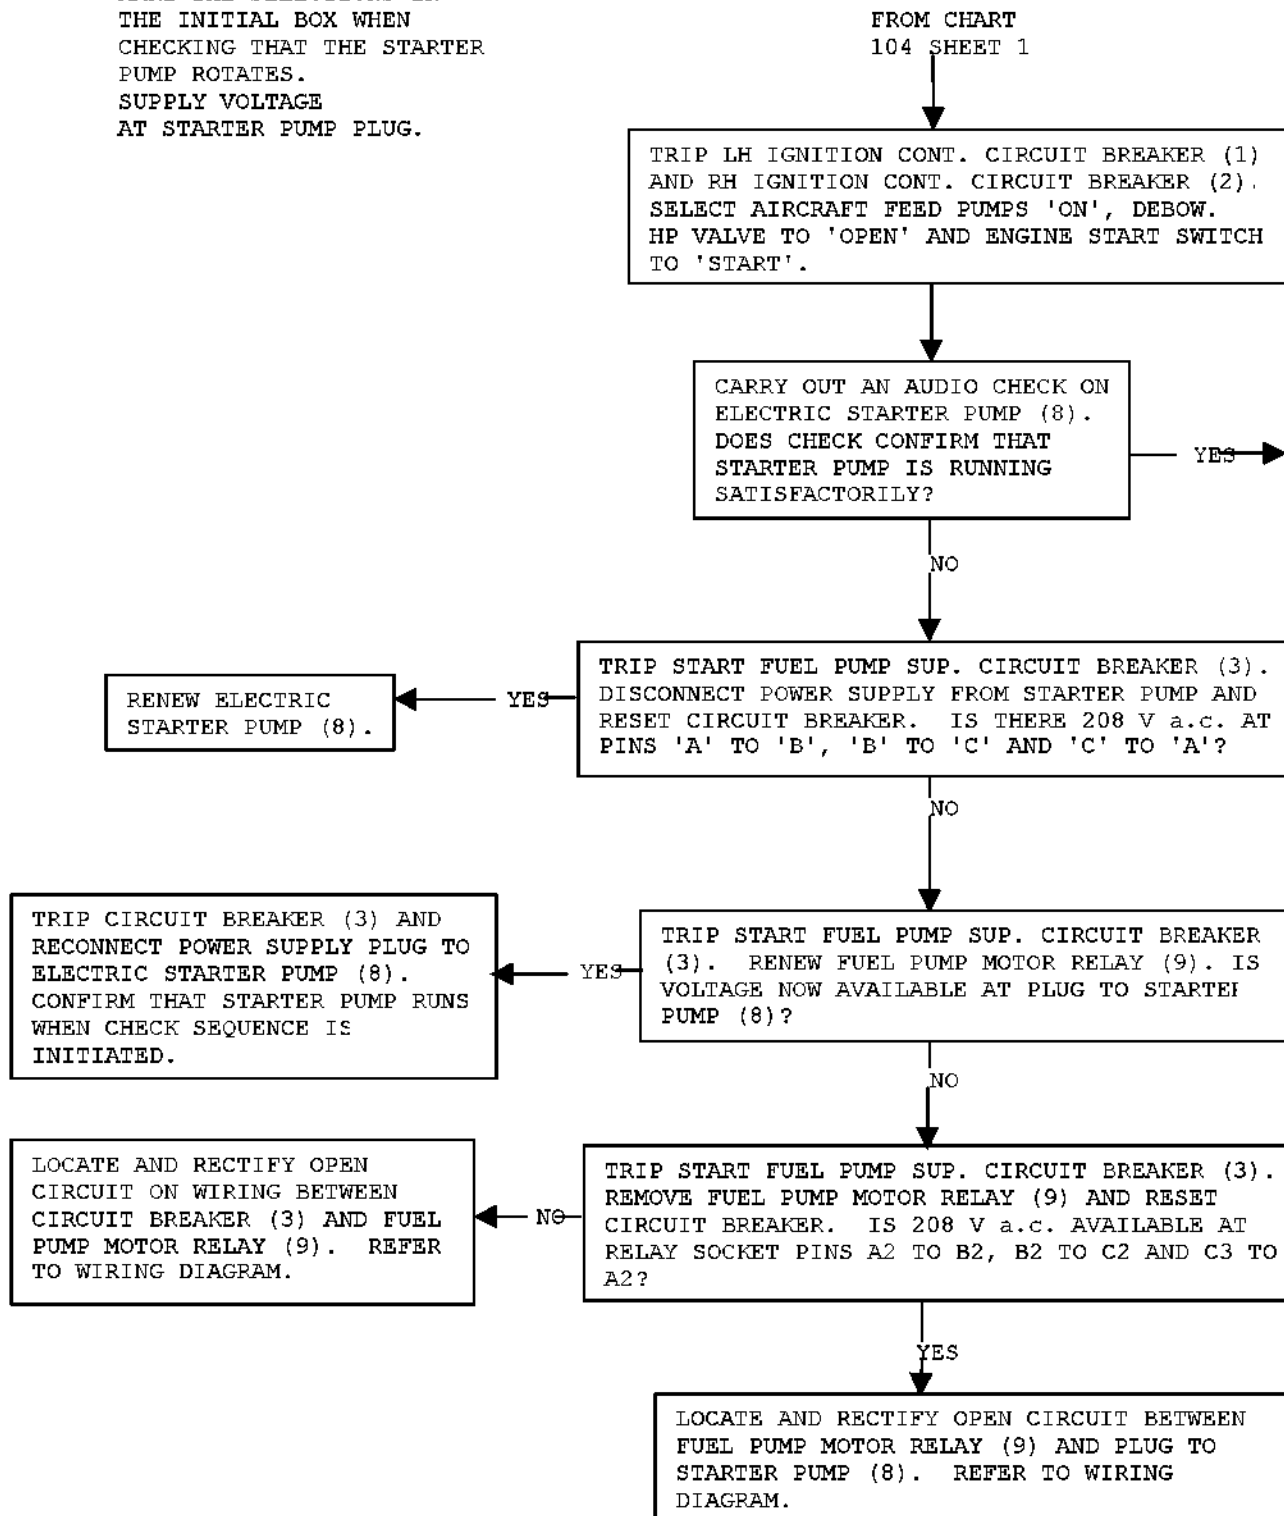 THE INITIAL BOX WHEN
CHECKING THAT THE STARTER
PUMP ROTATES.
SUPPLY VOLTAGE
AT STARTER PUMP PLUG.
FROM CHART
104 SHEET 1
TRIP LH IGNITION CONT. CIRCUIT BREAKER (1)
AND RH IGNITION CONT. CIRCUIT BREAKER (2).
SELECT AIRCRAFT FEED PUMPS 'ON', DEBOW.
HP VALVE TO 'OPEN' AND ENGINE START SWITCH
TO 'START'.
CARRY OUT AN AUDIO CHECK ON
ELECTRIC STARTER PUMP (8).
DOES CHECK CONFIRM THAT
STARTER PUMP IS RUNNING
SATISFACTORILY?
YES
NO
TRIP START FUEL PUMP SUP. CIRCUIT BREAKER (3).
DISCONNECT POWER SUPPLY FROM STARTER PUMP AND
RESET CIRCUIT BREAKER. IS THERE 208 V a.c. AT
PINS 'A' TO 'B', 'B' TO 'C' AND 'C' TO 'A'?
YES
RENEW ELECTRIC
STARTER PUMP (8).
NO
TRIP START FUEL PUMP SUP. CIRCUIT BREAKER
(3). RENEW FUEL PUMP MOTOR RELAY (9). IS
VOLTAGE NOW AVAILABLE AT PLUG TO STARTER
PUMP (8)?
YES
TRIP CIRCUIT BREAKER (3) AND
RECONNECT POWER SUPPLY PLUG TO
ELECTRIC STARTER PUMP (8).
CONFIRM THAT STARTER PUMP RUNS
WHEN CHECK SEQUENCE IS
INITIATED.
NO
TRIP START FUEL PUMP SUP. CIRCUIT BREAKER (3).
REMOVE FUEL PUMP MOTOR RELAY (9) AND RESET
CIRCUIT BREAKER. IS 208 V a.c. AVAILABLE AT
RELAY SOCKET PINS A2 TO B2, B2 TO C2 AND C3 TO
A2?
NO
LOCATE AND RECTIFY OPEN
CIRCUIT ON WIRING BETWEEN
CIRCUIT BREAKER (3) AND FUEL
PUMP MOTOR RELAY (9). REFER
TO WIRING DIAGRAM.
YES
LOCATE AND RECTIFY OPEN CIRCUIT BETWEEN
FUEL PUMP MOTOR RELAY (9) AND PLUG TO
STARTER PUMP (8). REFER TO WIRING
DIAGRAM.